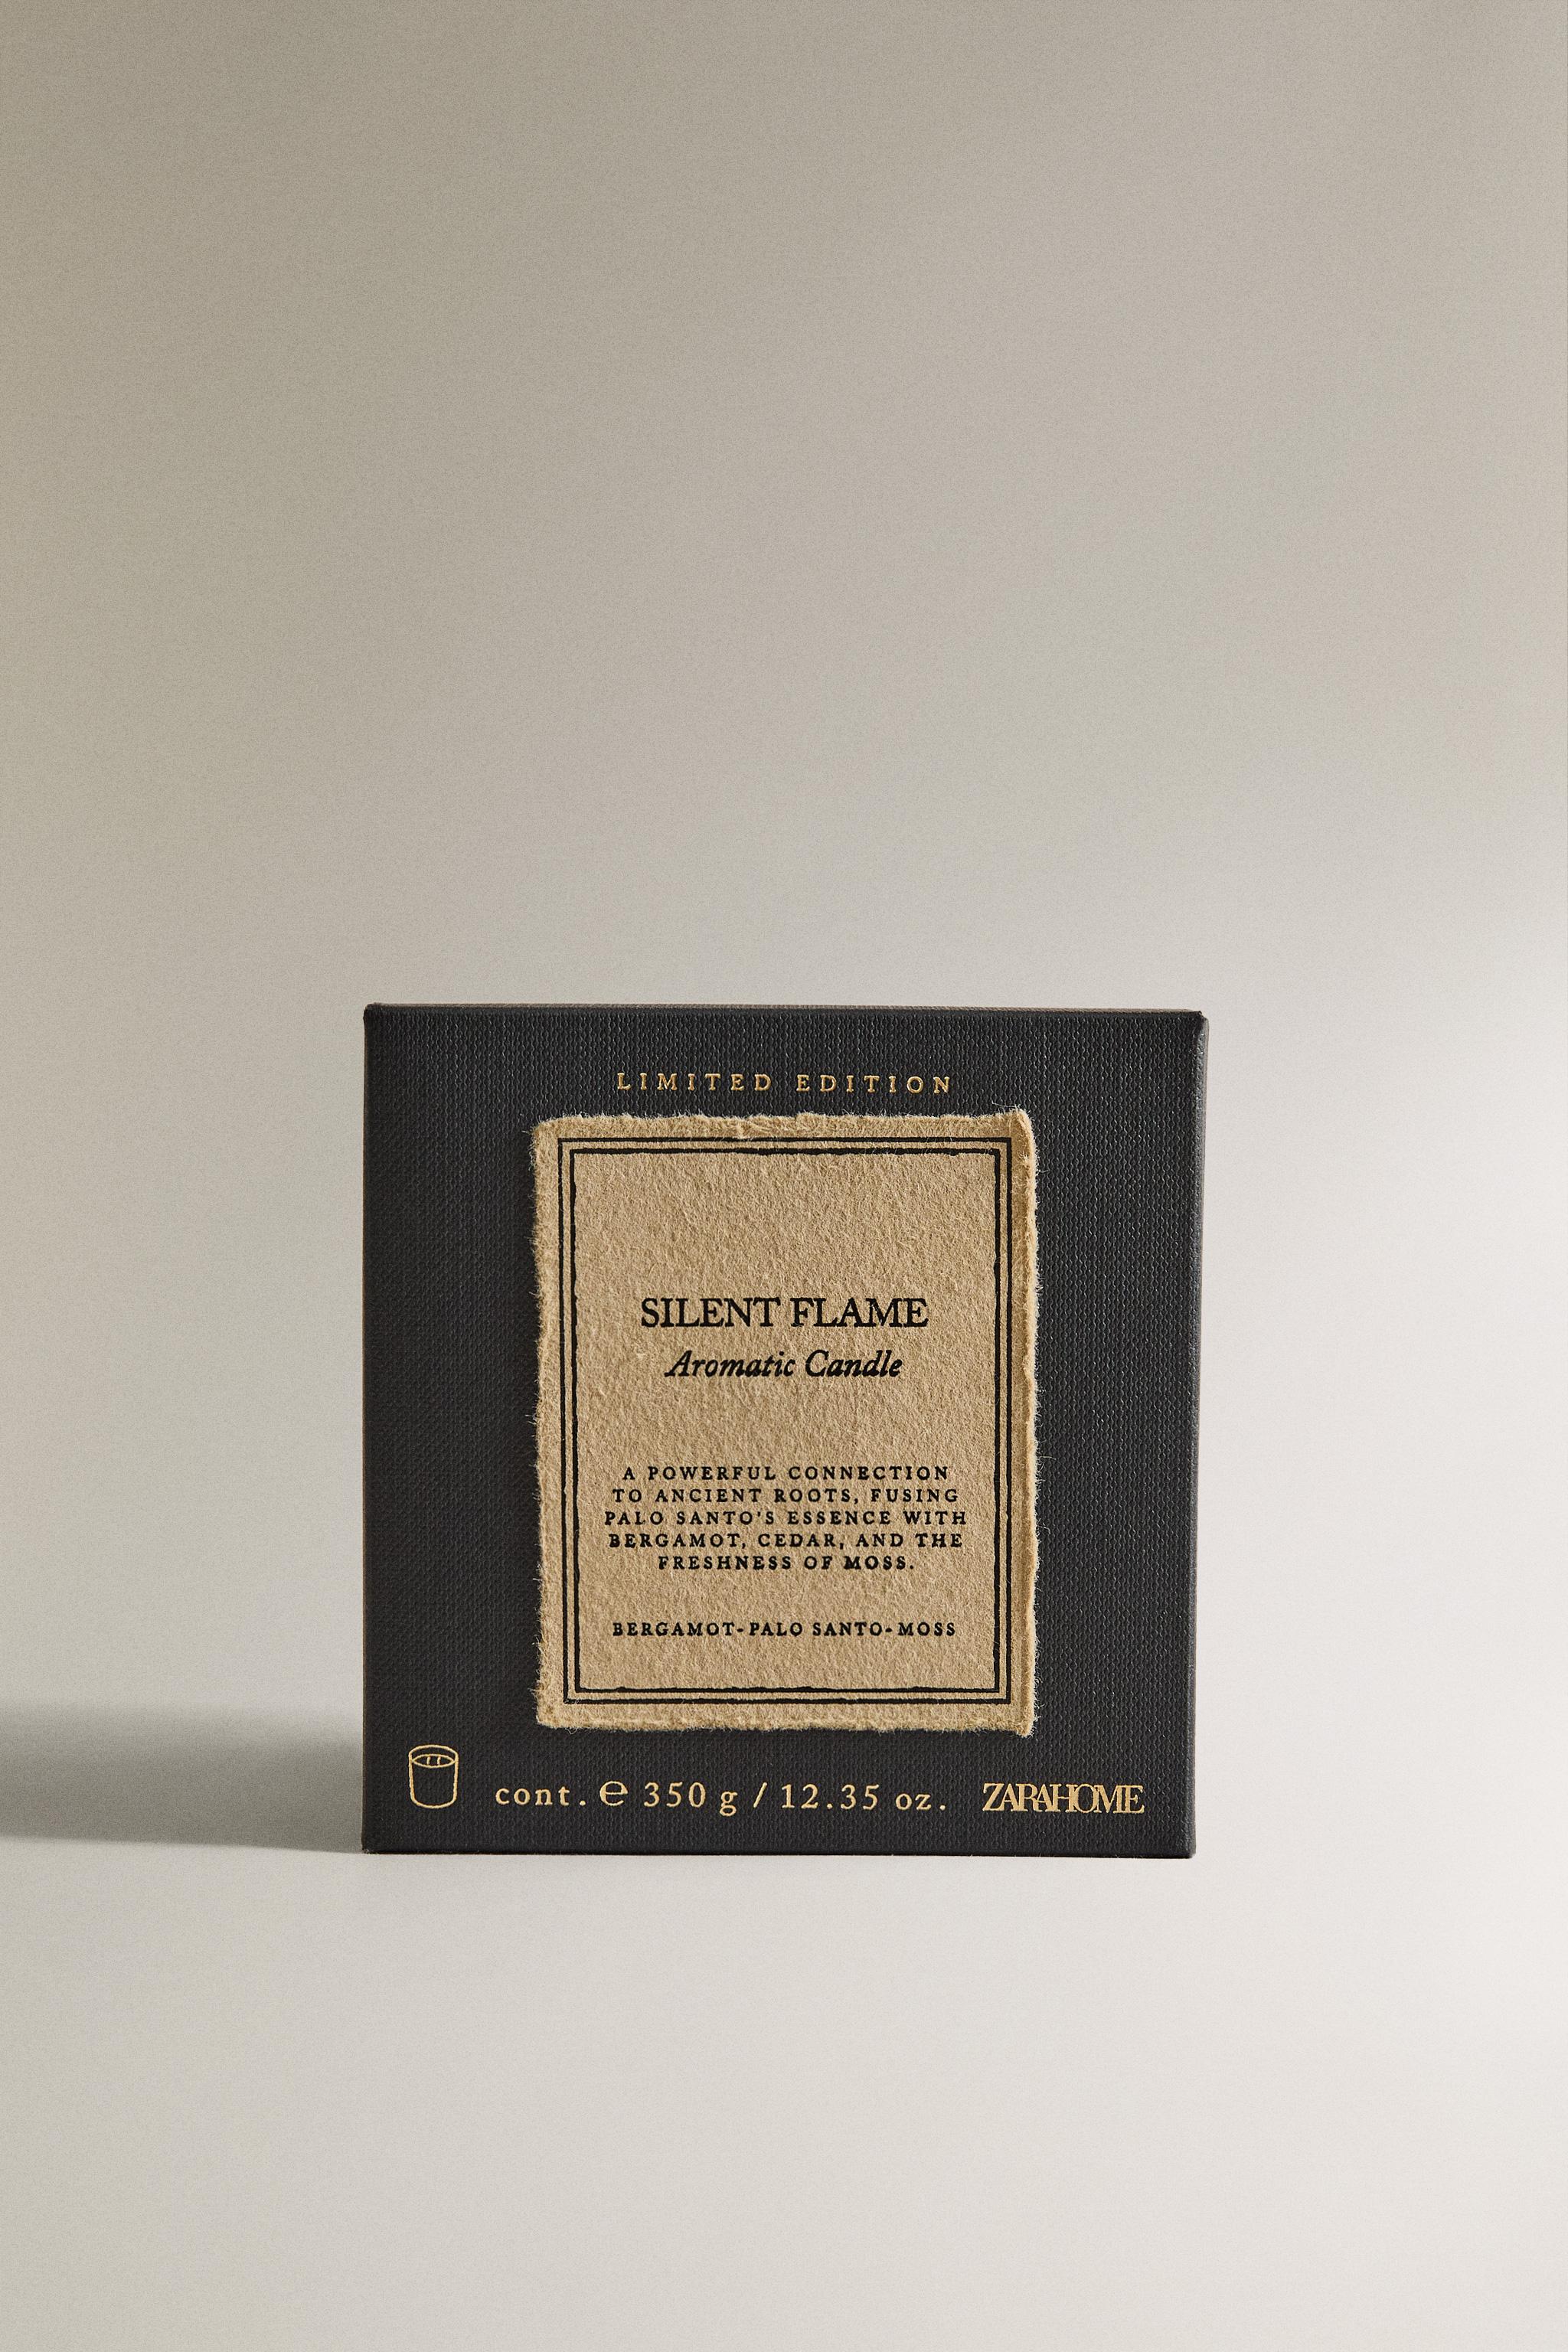 LIMITED EDITION
SILENT FLAME
Aromatic Candle
A POWERFUL CONNECTION
TO ANCIENT ROOTS, FUSING
PALO SANTO'S ESSENCE WITH
BERGAMOT, CEDAR, AND THE
FRESHNESS OF MOSS.
BERGAMOT-PALO SANTO-MOSS
cont. ℮ 350 g / 12.35 oz. ZARAHOME